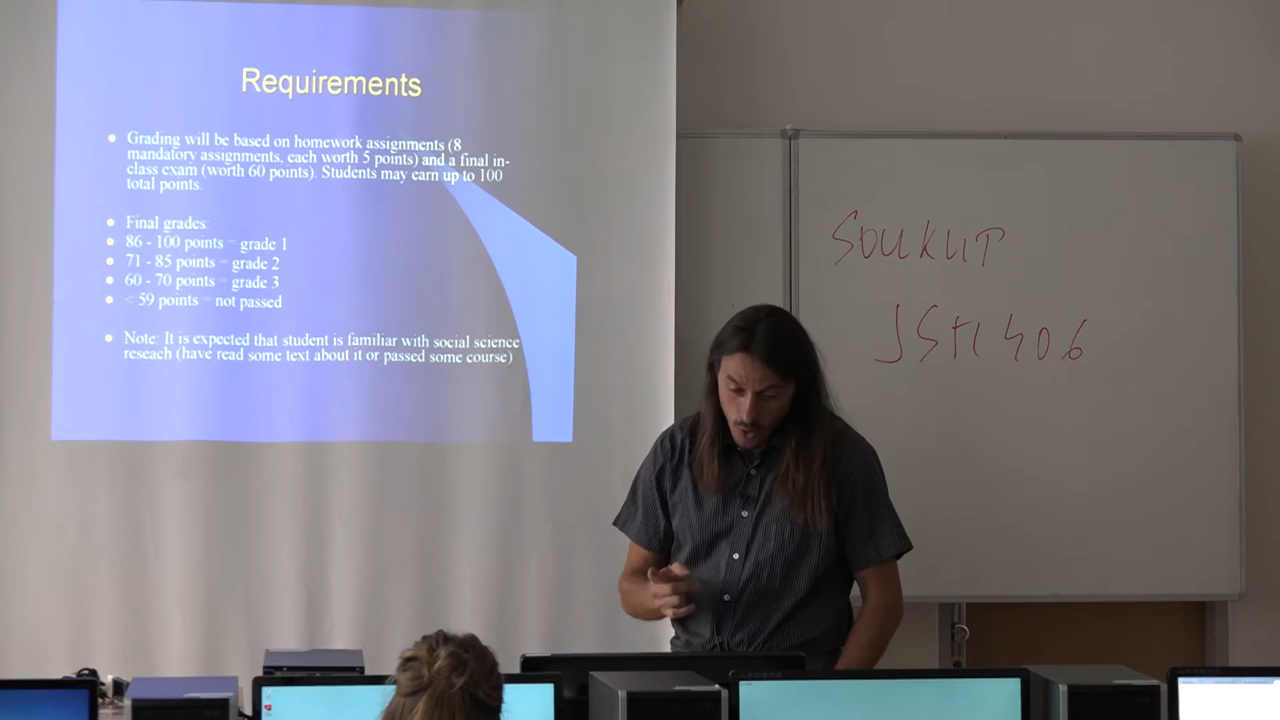 Requirements
Grading will be based on homework assignments (8
mandatory assignments, each worth 5 points) and a final in-
class exam (worth 60 points). Students may earn up to 100
total points.
Final grades:
86 - 100 points = grade 1
71 - 85 points = grade 2
60 - 70 points = grade 3
< 59 points = not passed
Note: It is expected that student is familiar with social science
reseach (have read some text about it or passed some course)
SOUKUP
JSM406